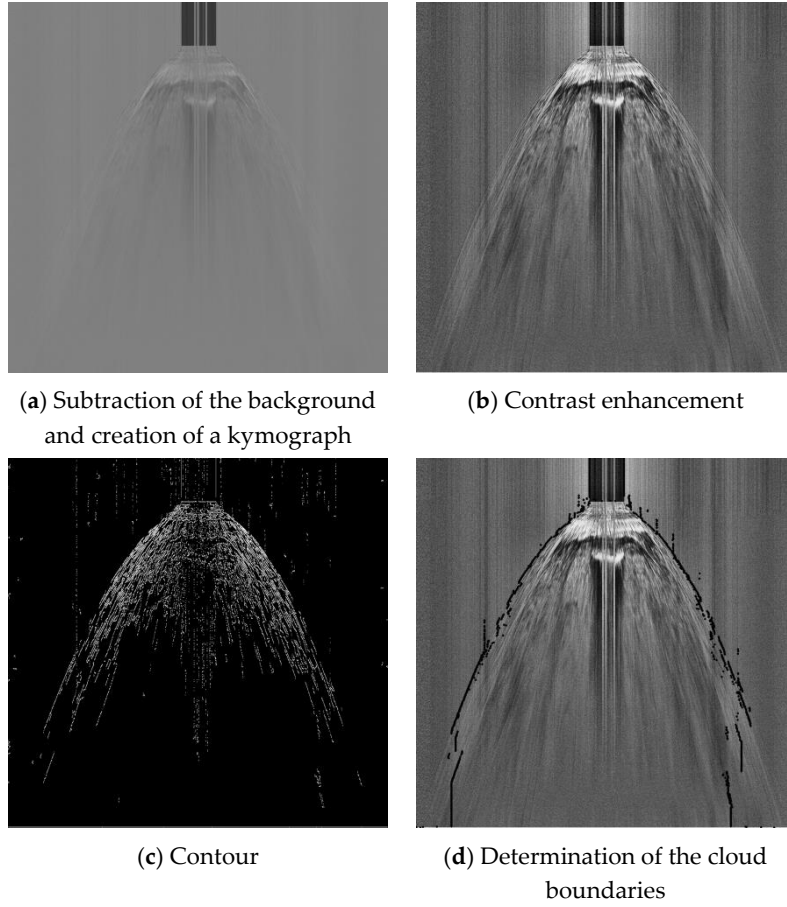 (a) Subtraction of the background
and creation of a kymograph
(b) Contrast enhancement
(c) Contour
(d) Determination of the cloud
boundaries